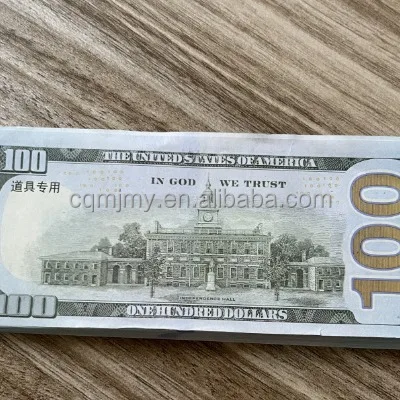 100
THE UNITED STATES OF AMERICA
道具专用
IN GOD WE TRUST
cqmjmy.en.alibaba.com
100
INDEPENDENCE HALL
100
ONE HUNDRED DOLLARS